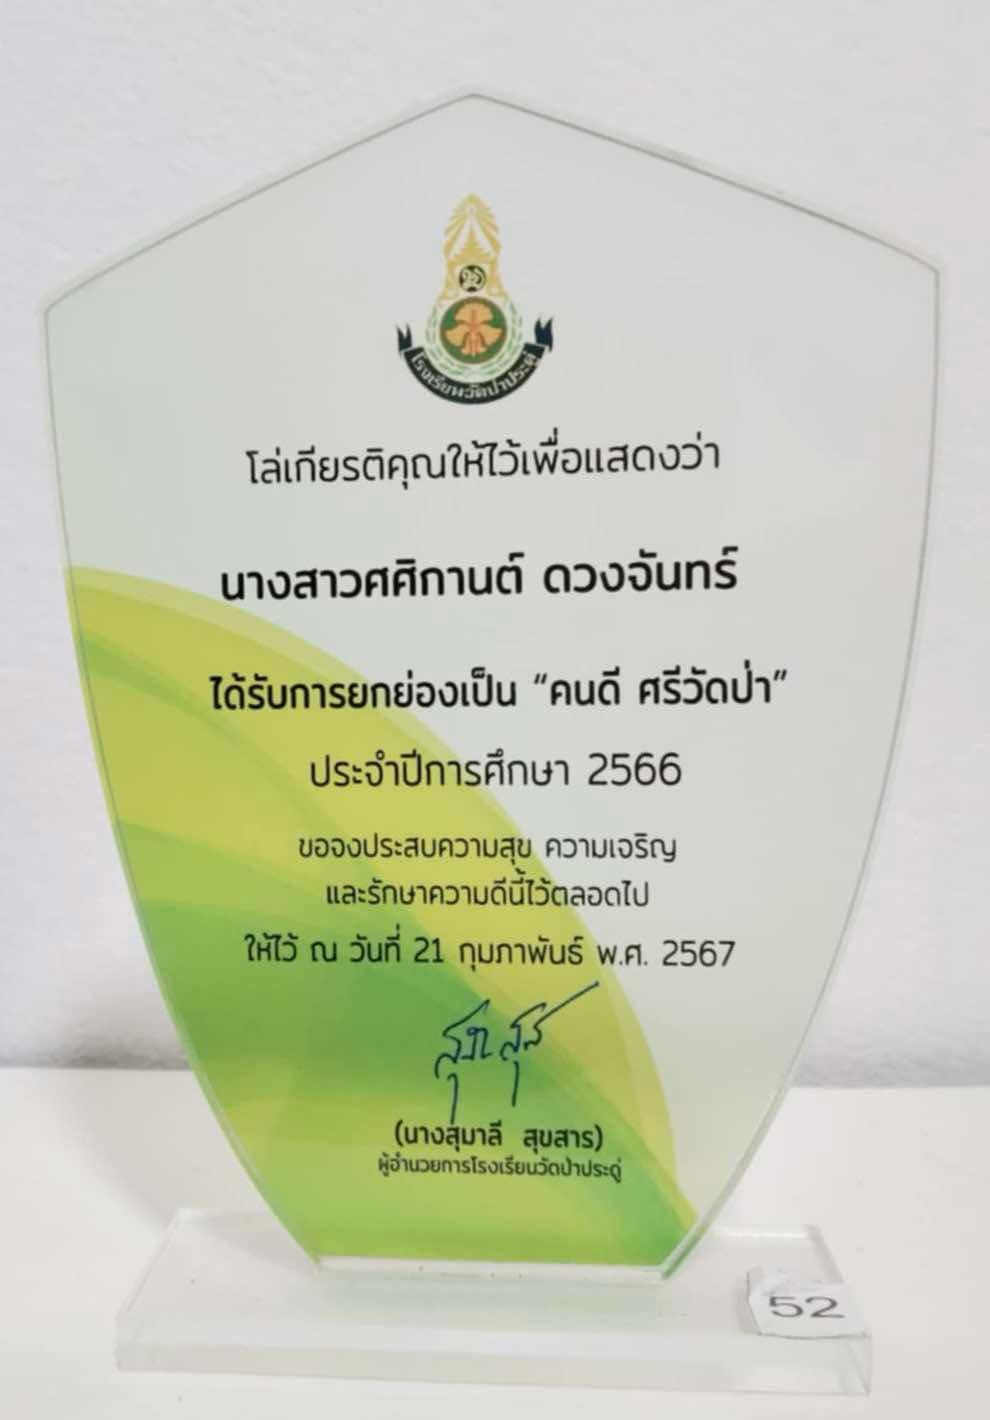 โรงเรียนวัดป่าประดู่
โล่เกียรติคุณให้ไว้เพื่อแสดงว่า
นางสาวศศิกานต์ ดวงจันทร์
ได้รับการยกย่องเป็น “คนดี ศรีวัดป่า”
ประจำปีการศึกษา 2566
ขอจงประสบความสุข ความเจริญ
และรักษาความดีนี้ไว้ตลอดไป
ให้ไว้ ณ วันที่ 21 กุมภาพันธ์ พ.ศ. 2567
(นางสุมาลี สุขสาร)
ผู้อำนวยการโรงเรียนวัดป่าประดู่
52